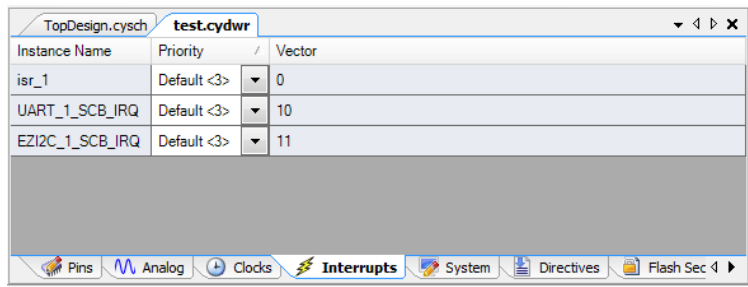 TopDesign.cysch test.cydwr
Instance Name Priority Vector
isr_1 Default <3> 0
UART_1_SCB_IRQ Default <3> 10
EZI2C_1_SCB_IRQ Default <3> 11
Pins Analog Clocks Interrupts System Directives Flash Sec